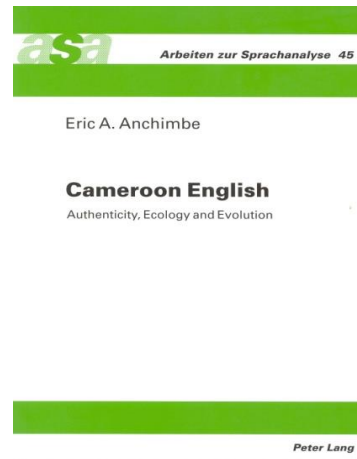 asa
Arbeiten zur Sprachanalyse 45
Eric A. Anchimbe
Cameroon English
Authenticity, Ecology and Evolution
Peter Lang